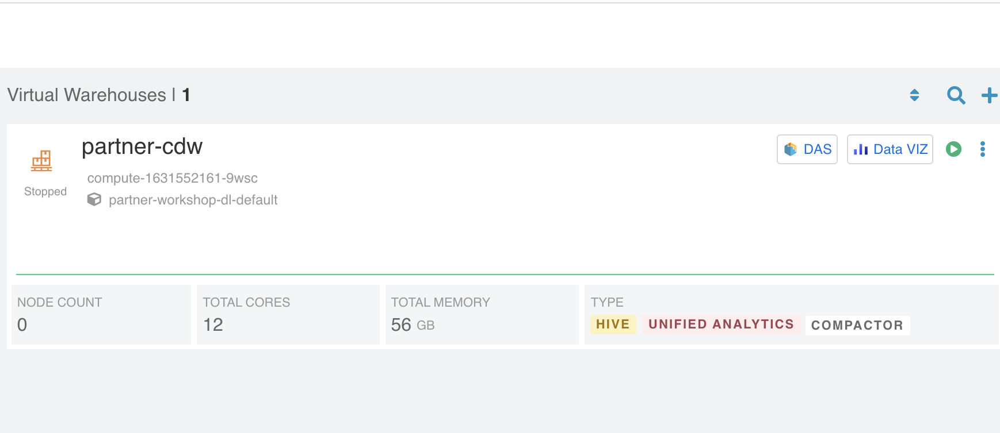 Virtual Warehouses | 1
partner-cdw
DAS
Data VIZ
compute-1631552161-9wsc
Stopped
partner-workshop-dl-default
NODE COUNT
0
TOTAL CORES
12
TOTAL MEMORY
56 GB
TYPE
HIVE
UNIFIED ANALYTICS
COMPACTOR